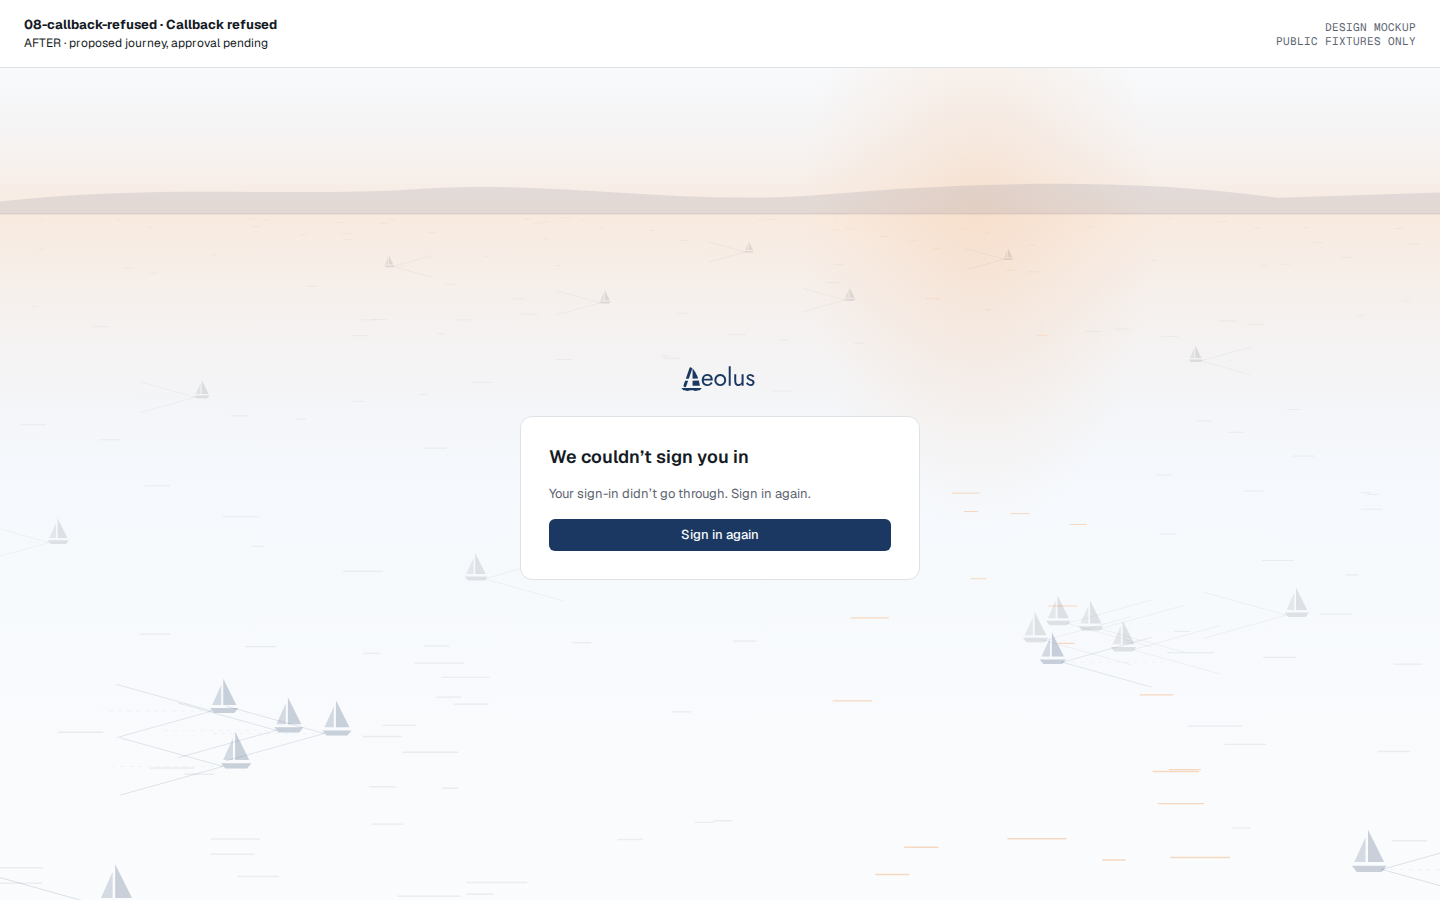 08-callback-refused · Callback refused
AFTER · proposed journey, approval pending
DESIGN MOCKUP
PUBLIC FIXTURES ONLY
Aeolus
We couldn’t sign you in
Your sign-in didn’t go through. Sign in again.
Sign in again